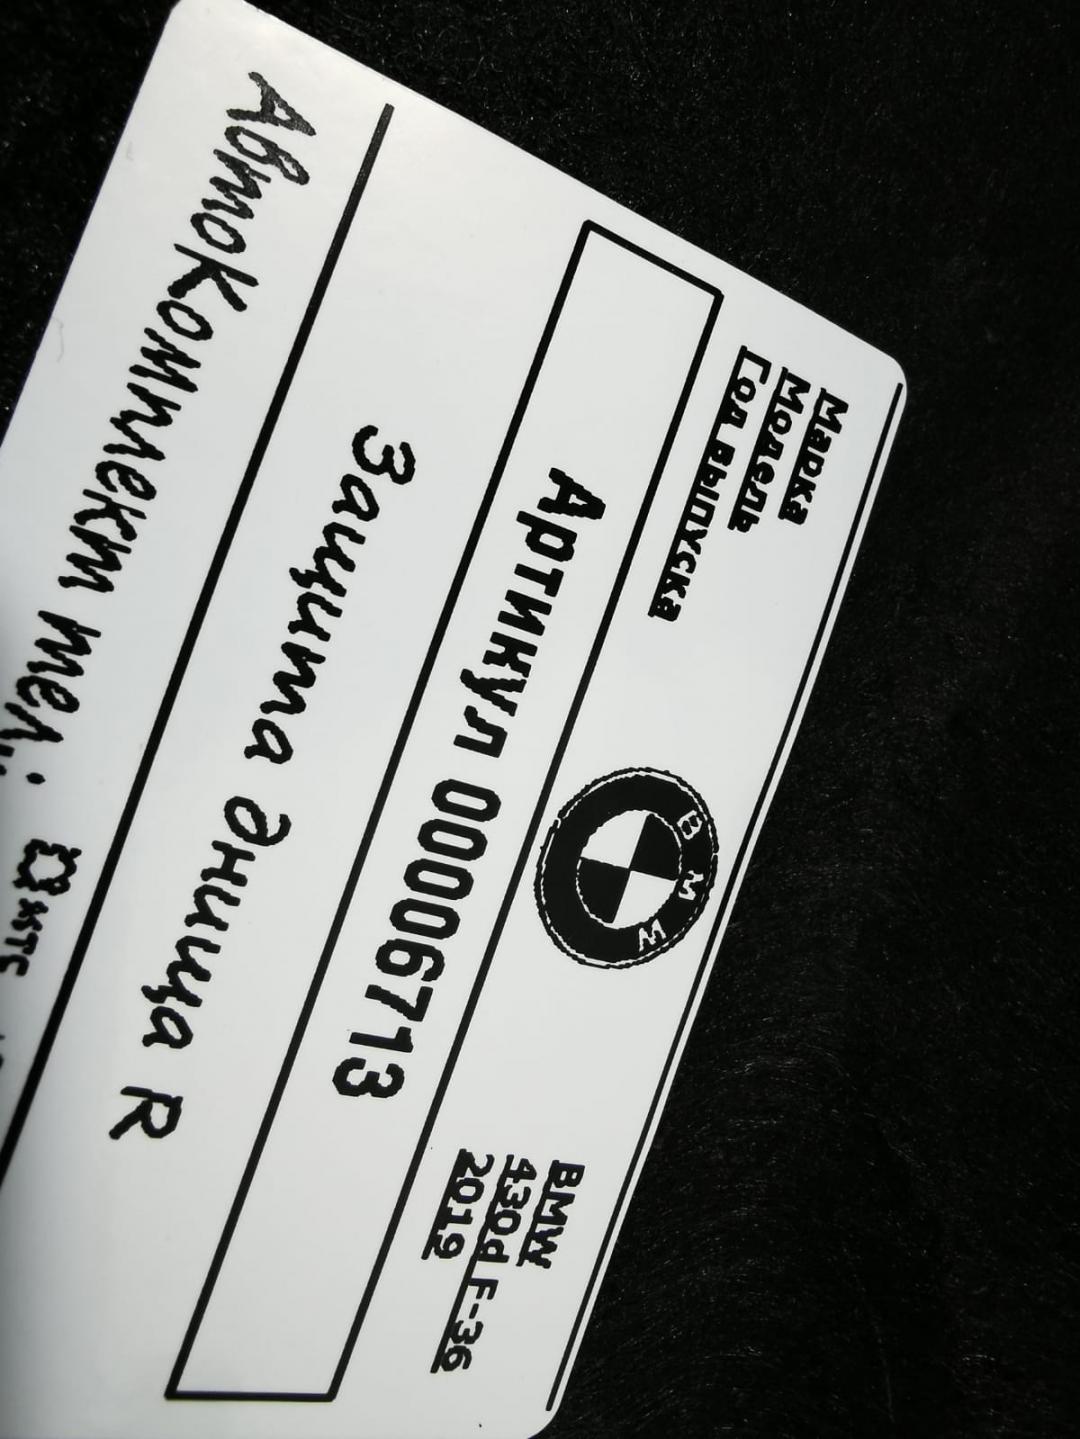 Марка BMW
Модель 430d F-36
Год выпуска 2019
BMW
Артикул 00006713
Защита днища R
АвтоКомплект тел.: